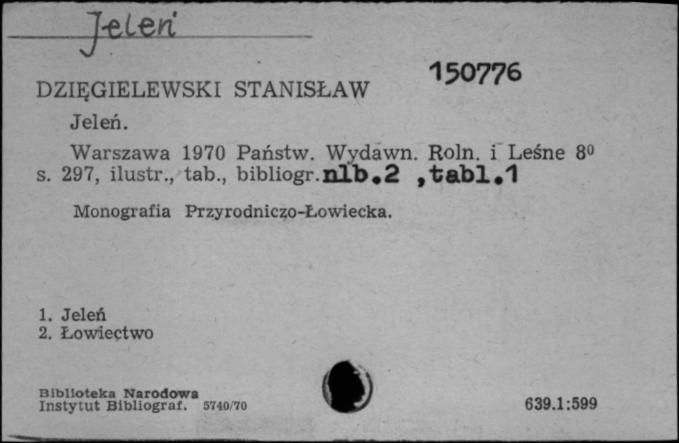 Jeleń
150776
DZIĘGIELEWSKI STANISŁAW
Jeleń.
Warszawa 1970 Państw. Wydawn. Roln. i Leśne 8⁰
s. 297, ilustr., tab., bibliogr. nlb.2 ,tabl.1
Monografia Przyrodniczo-Łowiecka.
1. Jeleń
2. Łowiectwo
Biblioteka Narodowa
Instytut Bibliograf. 5740/70
639.1:599